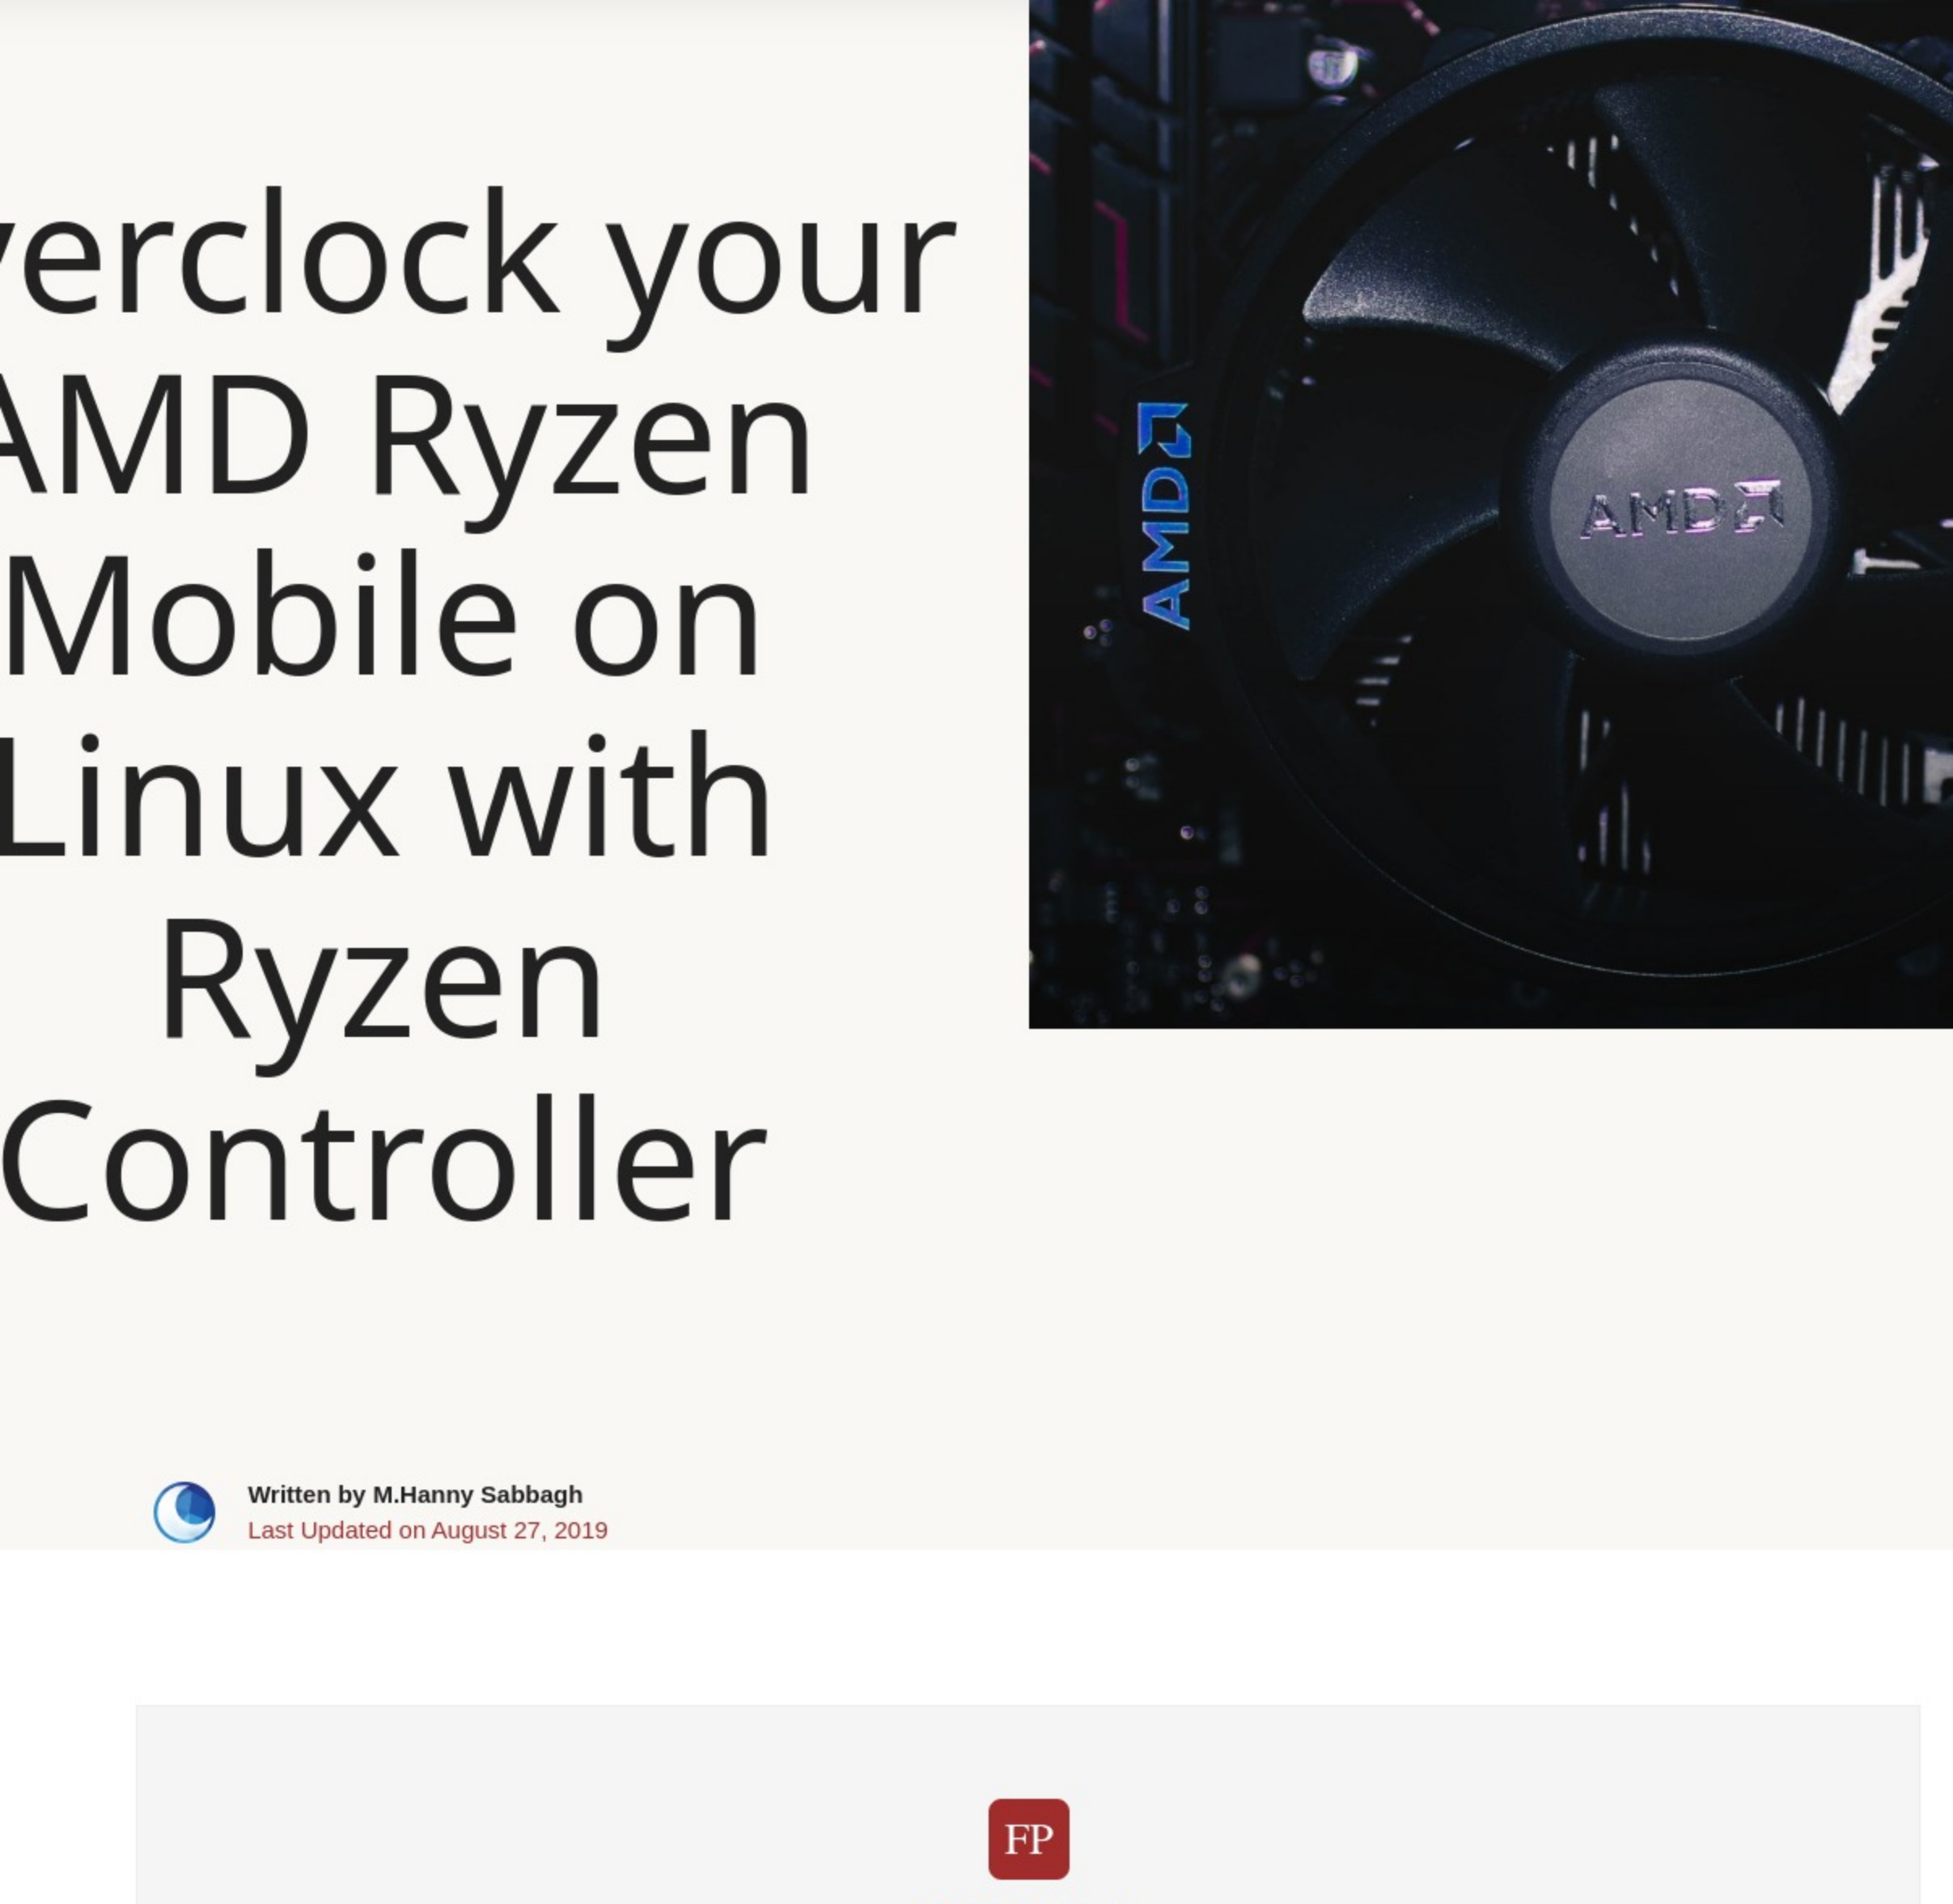 verclock your
AMD Ryzen
Mobile on
Linux with
Ryzen
Controller
AMD
AMD
Written by M.Hanny Sabbagh
Last Updated on August 27, 2019
FP